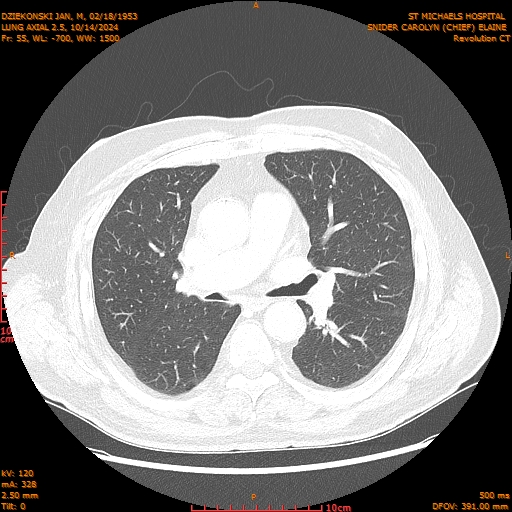 A
DZIEKONSKI JAN, M, 02/18/1953
LUNG AXIAL 2.5, 10/14/2024
Fr: 55, WL: -700, WW: 1500
ST MICHAELS HOSPITAL
SNIDER CAROLYN (CHIEF) ELAINE
Revolution CT
R
L
10
cm
kV: 120
mA: 328
2.50 mm
Tilt: 0
P
10cm
500 ms
DFOV: 391.00 mm